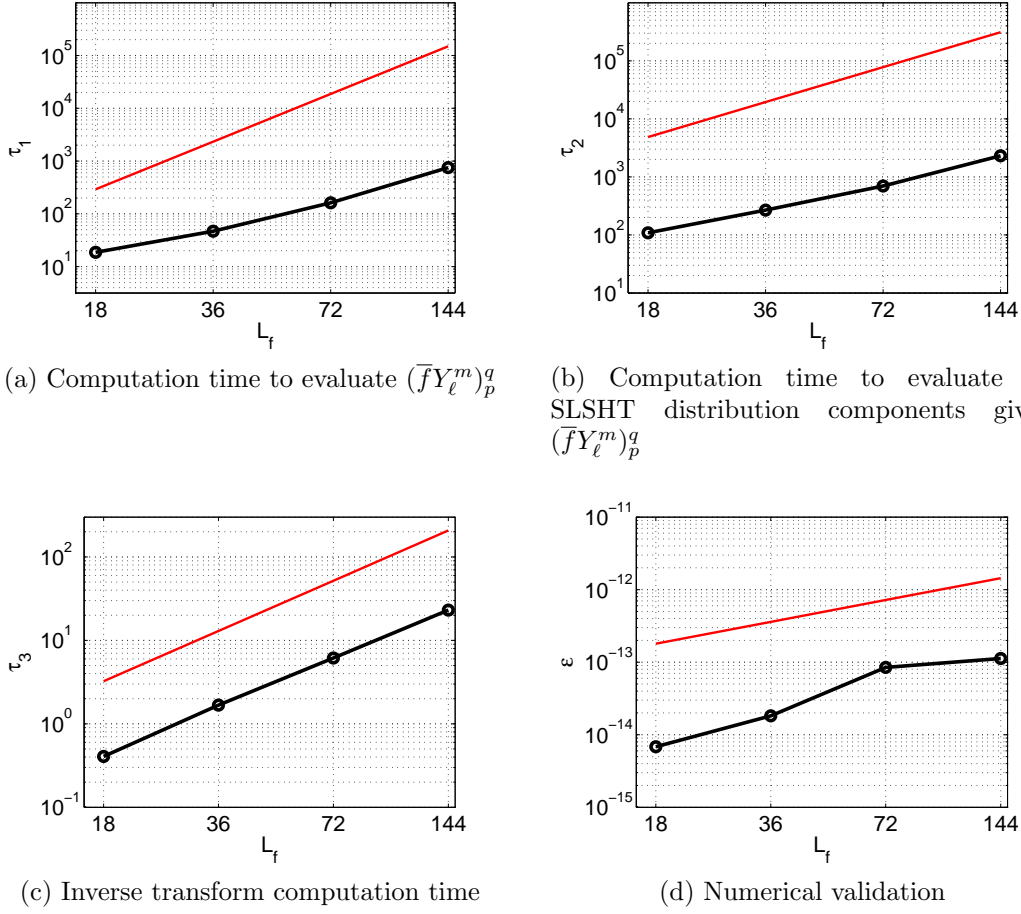 10^5
10^4
10^3
10^2
10^1
τ_1
18 36 72 144
L_f
(a) Computation time to evaluate (\overline{f}Y_ℓ^m)_p^q
10^5
10^4
10^3
10^2
10^1
τ_2
18 36 72 144
L_f
(b) Computation time to evaluate
SLSHT distribution components giv
(\overline{f}Y_ℓ^m)_p^q
10^2
10^1
10^0
10^-1
τ_3
18 36 72 144
L_f
(c) Inverse transform computation time
10^-11
10^-12
10^-13
10^-14
10^-15
ε
18 36 72 144
L_f
(d) Numerical validation